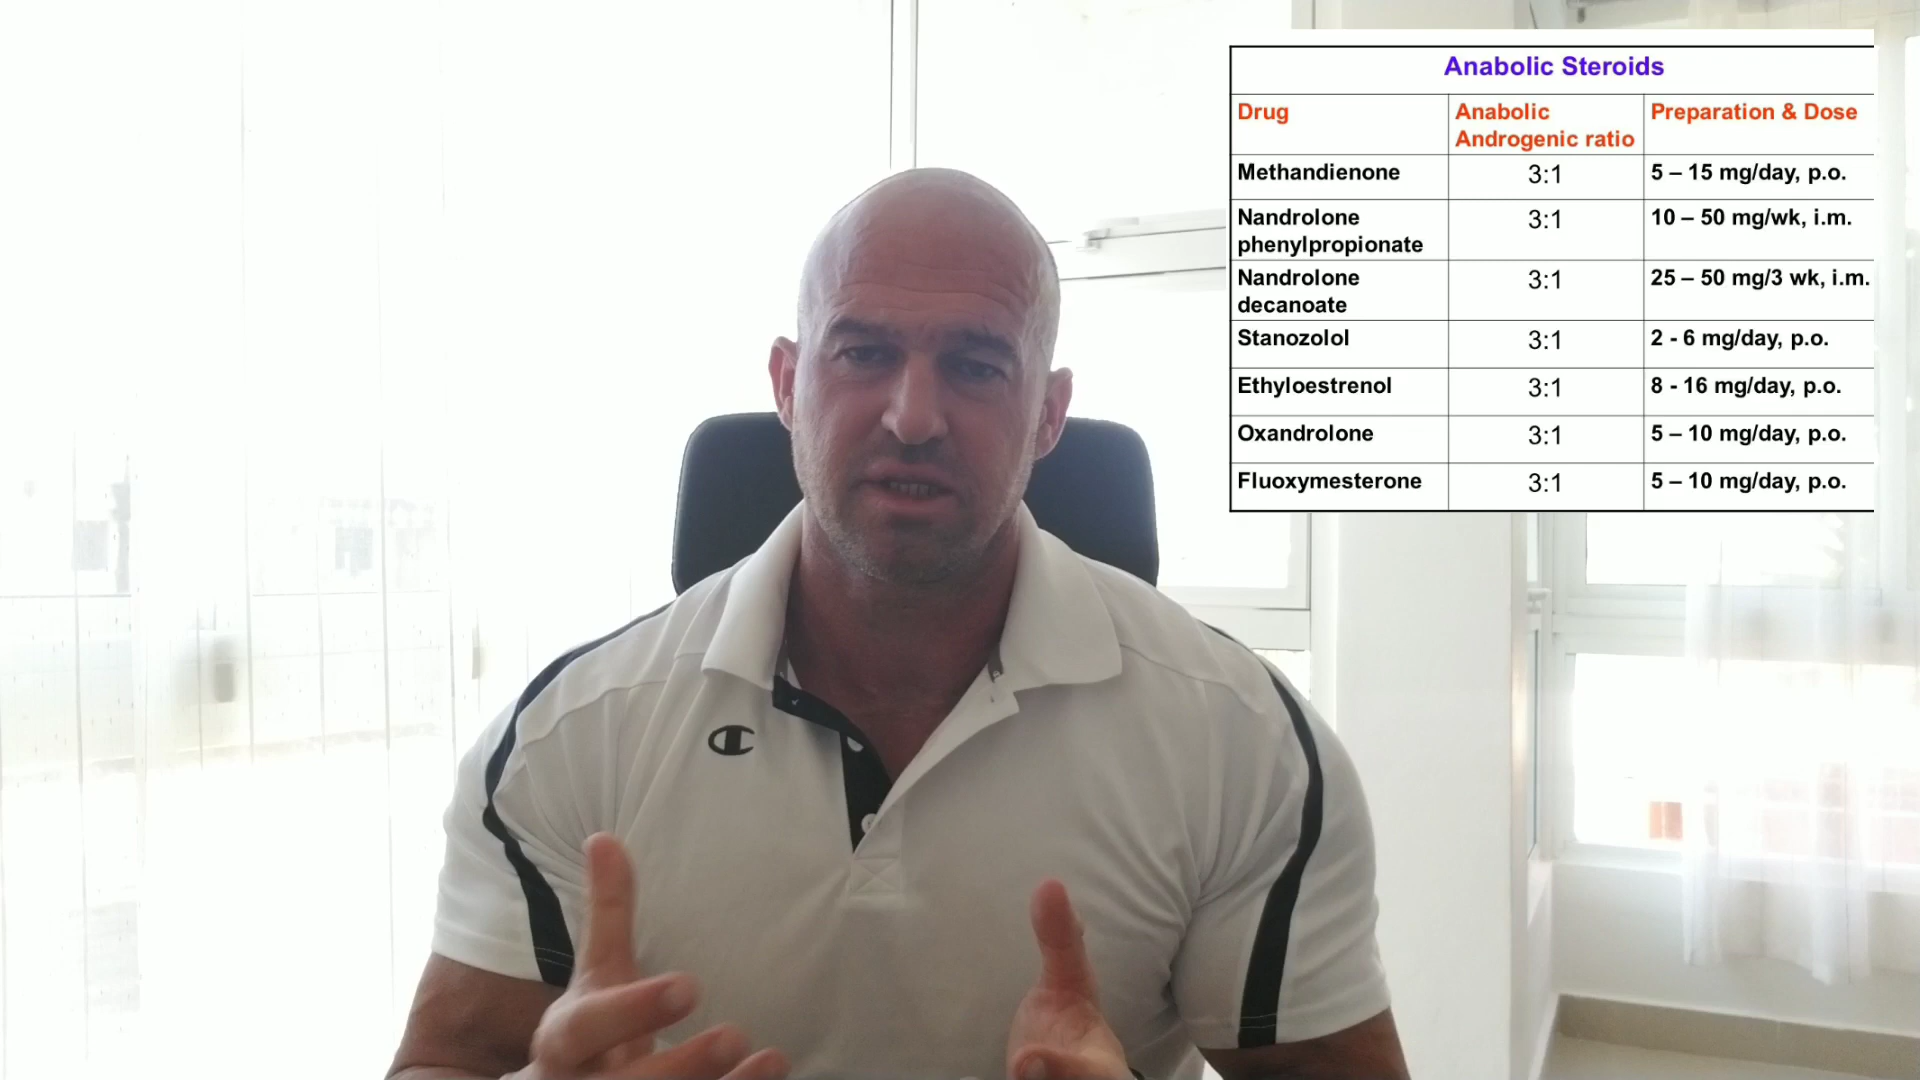 Anabolic Steroids
Drug
Anabolic
Androgenic ratio
Preparation & Dose
Methandienone
3:1
5 – 15 mg/day, p.o.
Nandrolone
phenylpropionate
3:1
10 – 50 mg/wk, i.m.
Nandrolone
decanoate
3:1
25 – 50 mg/3 wk, i.m.
Stanozolol
3:1
2 - 6 mg/day, p.o.
Ethyloestrenol
3:1
8 - 16 mg/day, p.o.
Oxandrolone
3:1
5 – 10 mg/day, p.o.
Fluoxymesterone
3:1
5 – 10 mg/day, p.o.